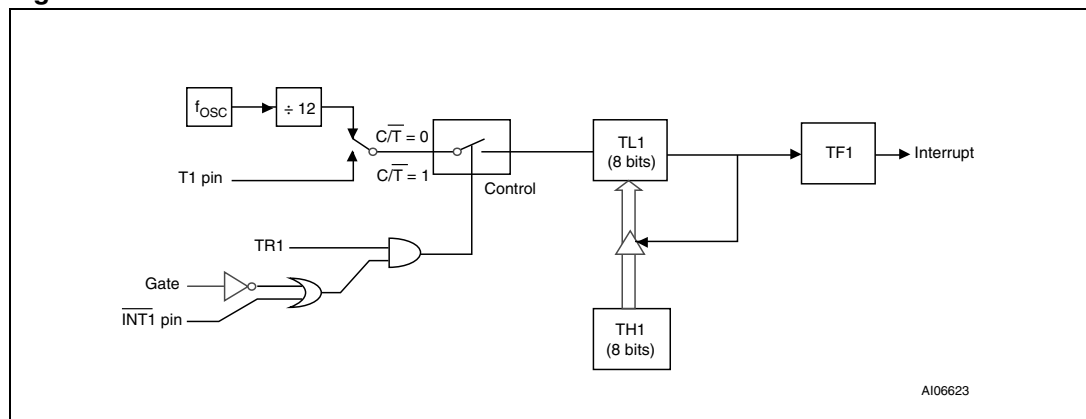 fOSC
÷ 12
C/T̅ = 0
T1 pin
C/T̅ = 1
Control
TL1
(8 bits)
TF1
Interrupt
TR1
Gate
I̅N̅T̅1̅ pin
TH1
(8 bits)
AI06623